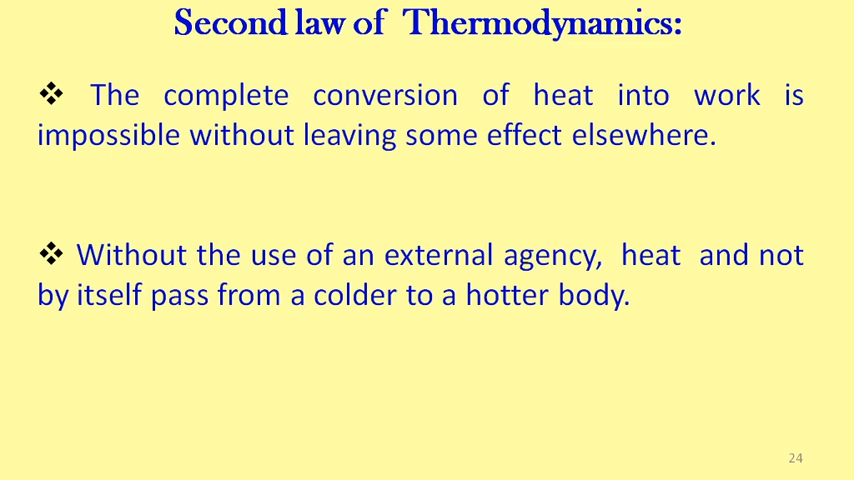 Second law of Thermodynamics:
❖ The complete conversion of heat into work is
impossible without leaving some effect elsewhere.
❖ Without the use of an external agency, heat and not
by itself pass from a colder to a hotter body.
24